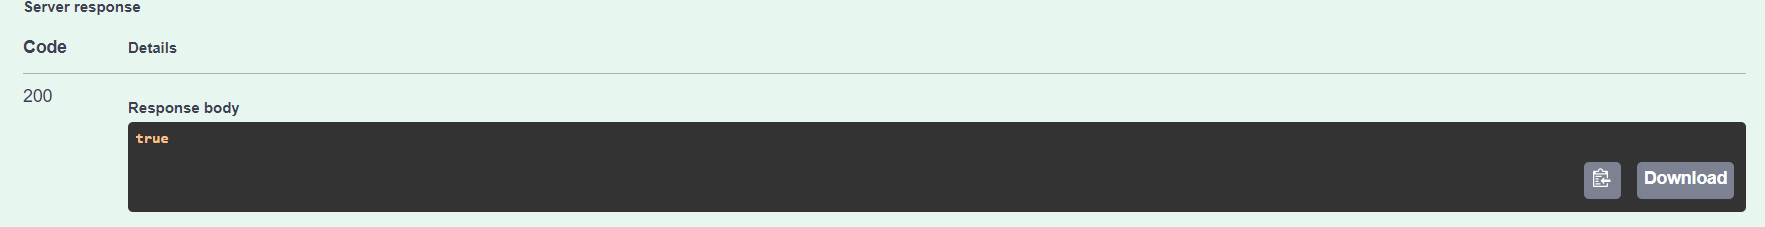 Server response
Code Details
200
Response body
true
Download